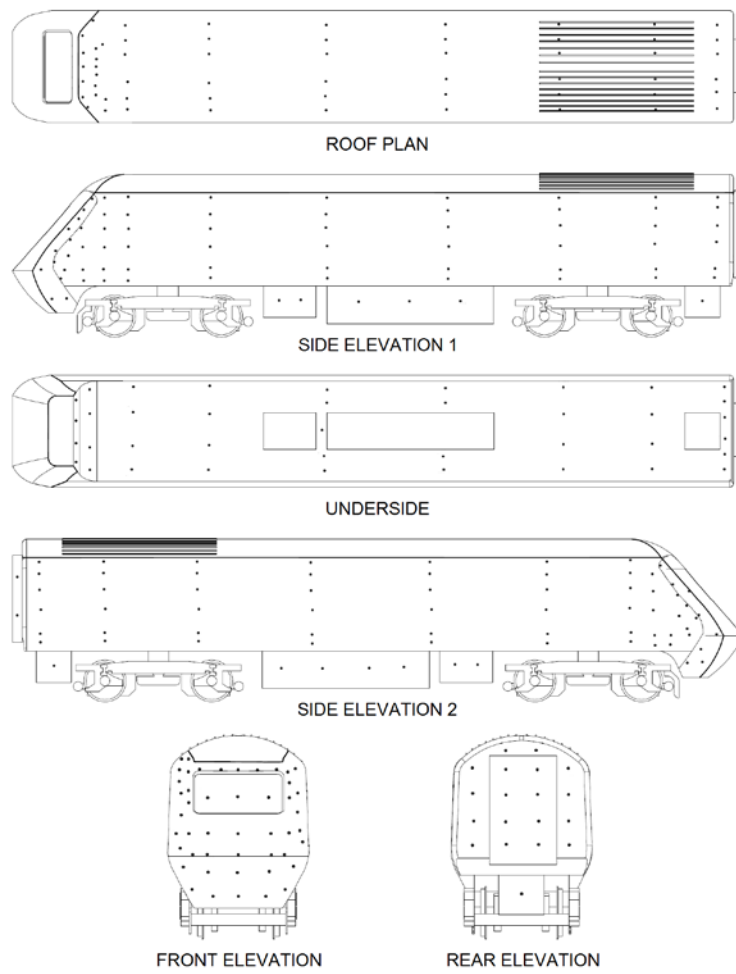 ROOF PLAN
SIDE ELEVATION 1
UNDERSIDE
SIDE ELEVATION 2
FRONT ELEVATION
REAR ELEVATION